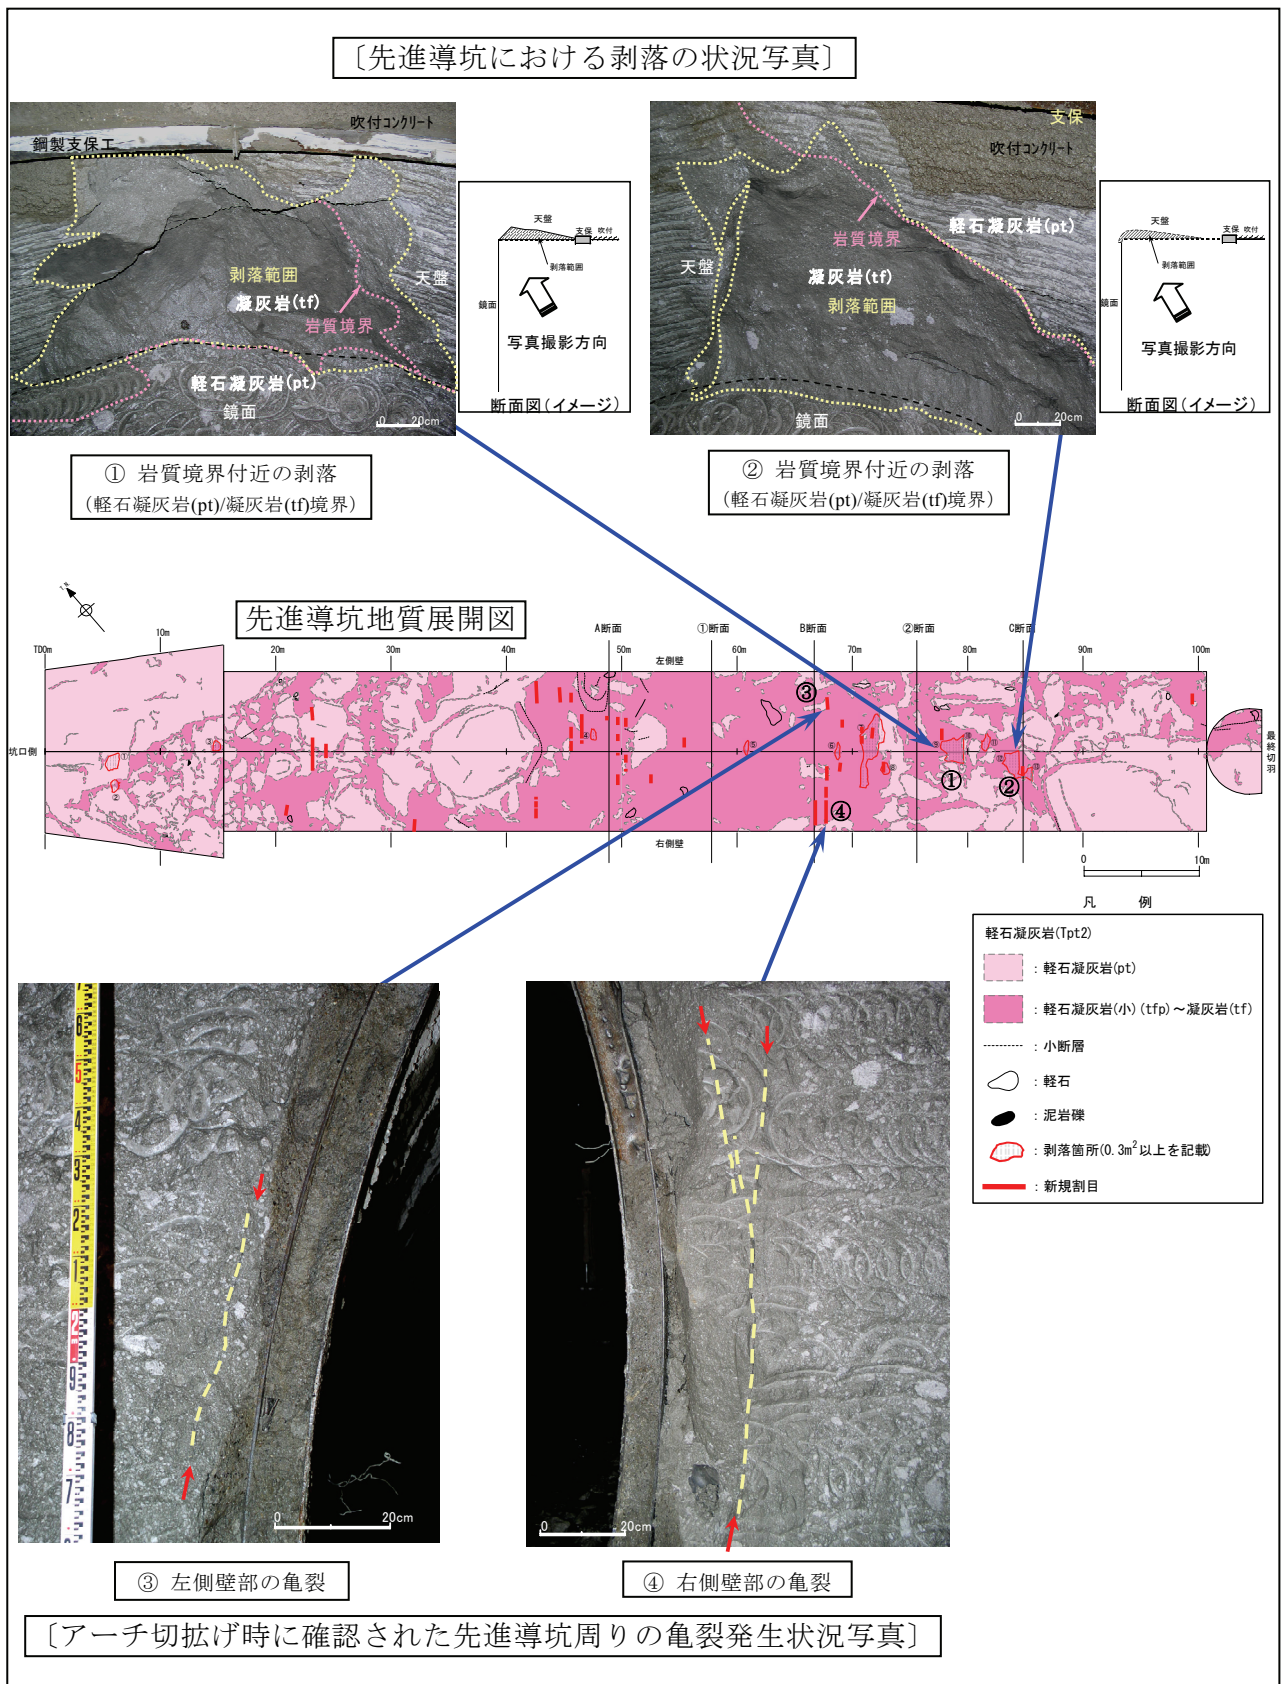 〔先進導坑における剥落の状況写真〕
吹付コンクリート
鋼製支保工
剥落範囲
凝灰岩(tf)
天盤
岩質境界
軽石凝灰岩(pt)
鏡面
0 20cm
天盤
支保 吹付
剥落範囲
鏡面
写真撮影方向
断面図(イメージ)
支保
吹付コンクリート
軽石凝灰岩(pt)
岩質境界
天盤
凝灰岩(tf)
剥落範囲
鏡面
0 20cm
天盤
支保 吹付
剥落範囲
鏡面
写真撮影方向
断面図(イメージ)
① 岩質境界付近の剥落
(軽石凝灰岩(pt)/凝灰岩(tf)境界)
② 岩質境界付近の剥落
(軽石凝灰岩(pt)/凝灰岩(tf)境界)
先進導坑地質展開図
A断面 ①断面 B断面 ②断面 C断面
TD0m 10m 20m 30m 40m 50m 60m 70m 80m 90m 100m
左側壁
坑口側
③
①
②
④
最終切羽
右側壁
0 10m
凡 例
軽石凝灰岩(Tpt2)
：軽石凝灰岩(pt)
：軽石凝灰岩(小)(tfp)～凝灰岩(tf)
：小断層
：軽石
：泥岩礫
：剥落箇所(0.3m²以上を記載)
：新規割目
6
5
4
3
2
1
2
9
8
7
0 20cm
0 20cm
③ 左側壁部の亀裂
④ 右側壁部の亀裂
〔アーチ切拡げ時に確認された先進導坑周りの亀裂発生状況写真〕